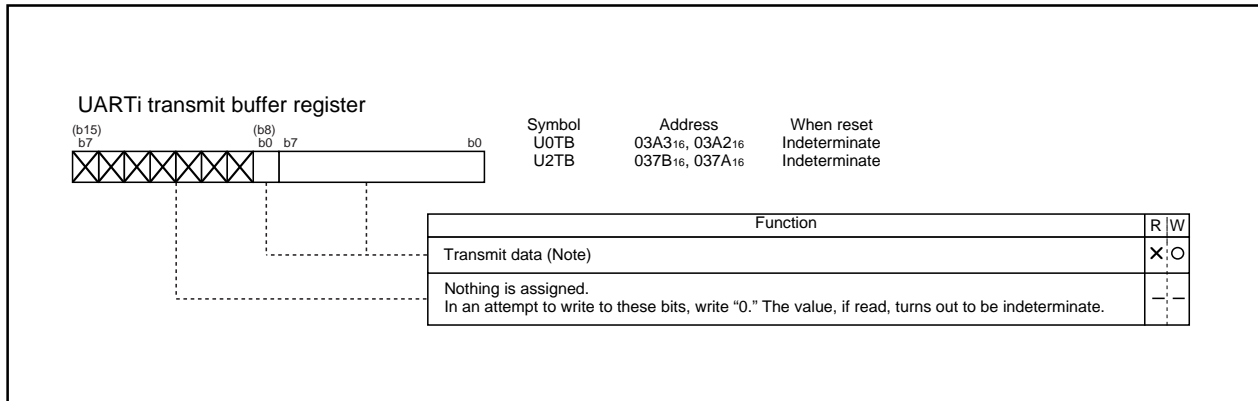 UARTi transmit buffer register
(b15) (b8)
b7 b0 b7 b0
Symbol Address When reset
U0TB 03A3₁₆, 03A2₁₆ Indeterminate
U2TB 037B₁₆, 037A₁₆ Indeterminate
Function R W
Transmit data (Note) ✕ ○
Nothing is assigned.
In an attempt to write to these bits, write “0.” The value, if read, turns out to be indeterminate. – –